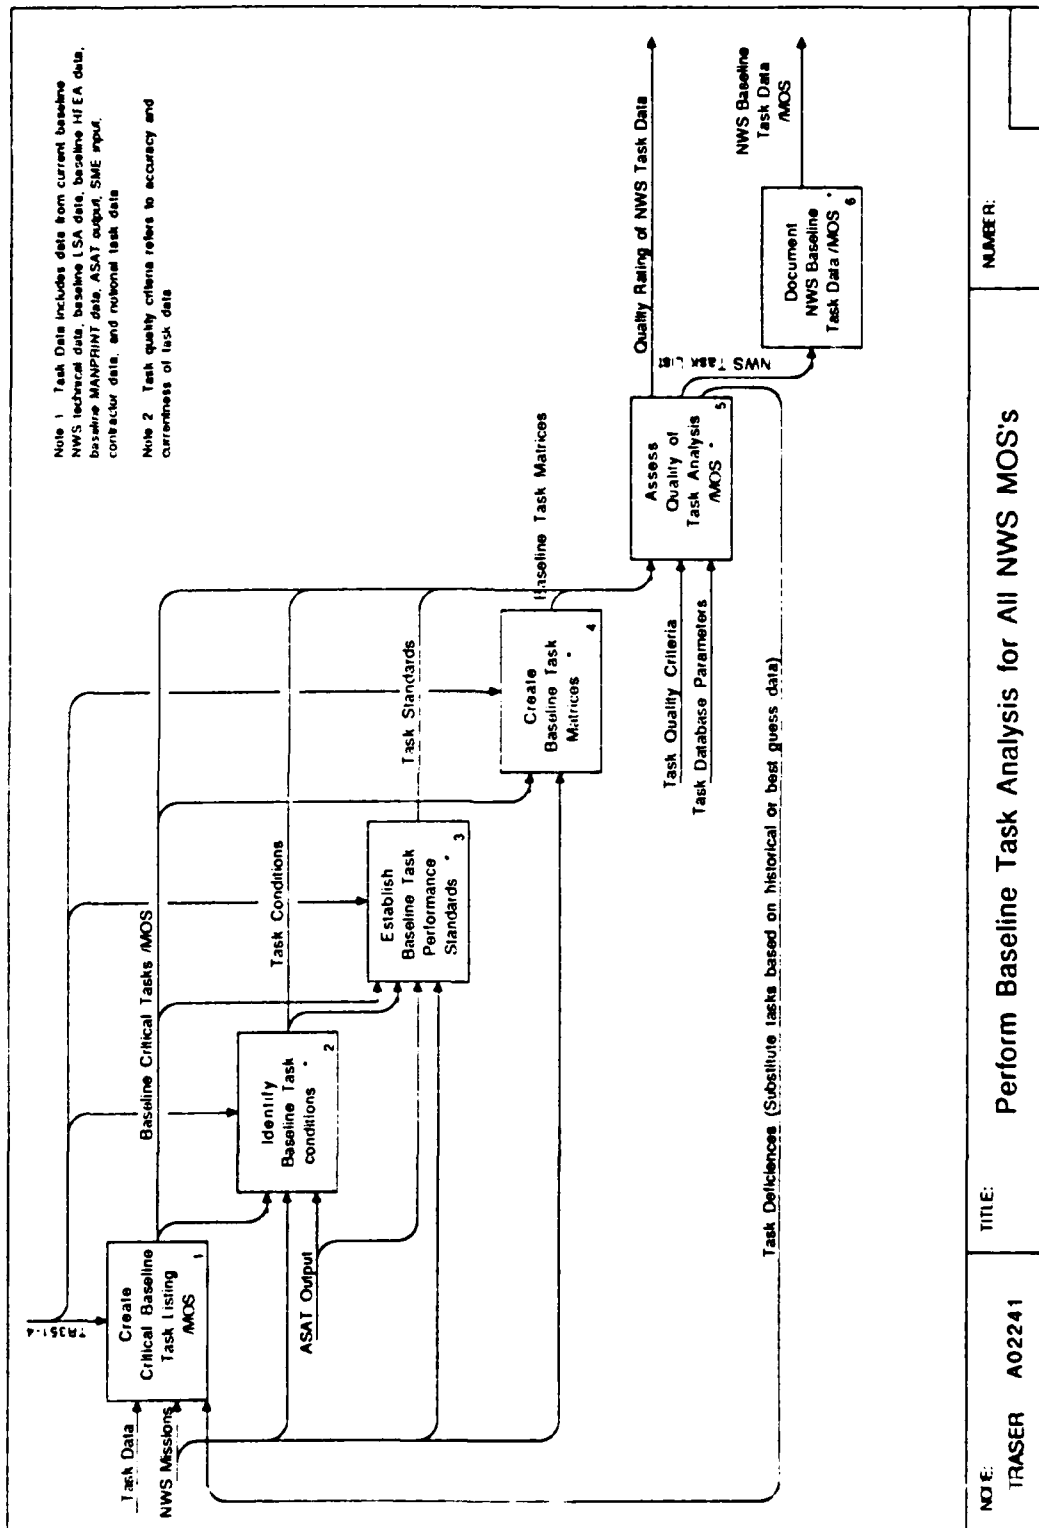 Note 1 Task Data includes data from current baseline
NWS technical data, baseline LSA data, baseline HFEA data,
baseline MANPRINT data, ASAT output, SME input,
contractor data, and notional task data
Note 2 Task quality criteria refers to accuracy and
currentness of task data
TR351-4
Task Data
NWS Missions
Create
Critical Baseline
Task Listing
/MOS
1
Baseline Critical Tasks /MOS
ASAT Output
Identify
Baseline Task
conditions *
2
Task Conditions
Establish
Baseline Task
Performance
Standards *
3
Task Standards
Create
Baseline Task
Matrices *
4
Baseline Task Matrices
Task Quality Criteria
Task Database Parameters
Assess
Quality of
Task Analysis
/MOS *
5
Quality Rating of NWS Task Data
NWS Task List
Document
NWS Baseline
Task Data /MOS *
6
NWS Baseline
Task Data
/MOS
Task Deficiences (Substitute tasks based on historical or best guess data)
NOTE:
TRASER A02241
TITLE:
Perform Baseline Task Analysis for All NWS MOS's
NUMBER: